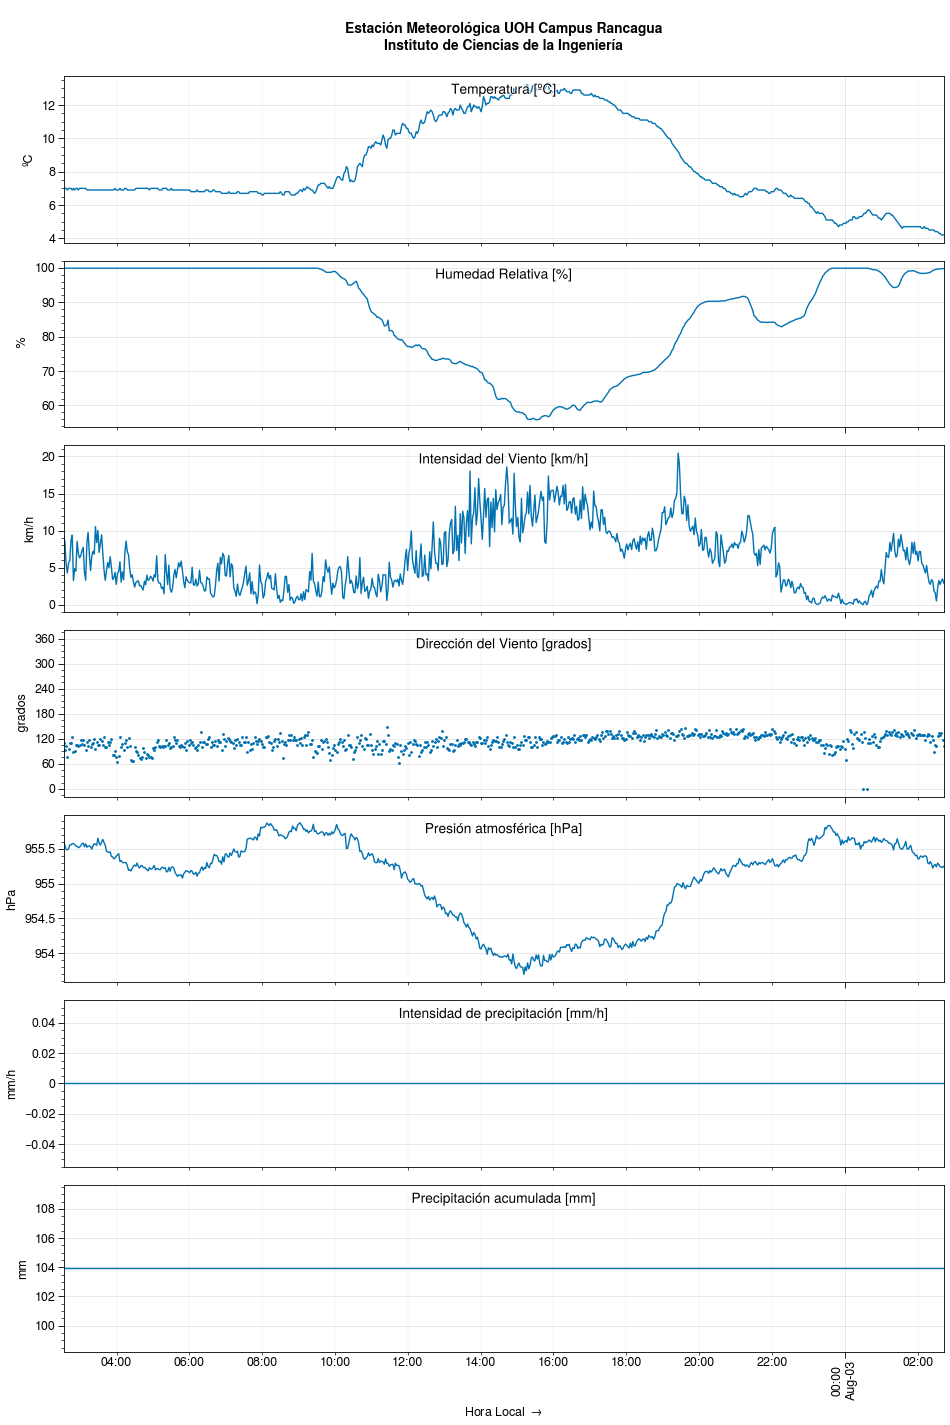 Estación Meteorológica UOH Campus Rancagua
Instituto de Ciencias de la Ingeniería
Temperatura [ºC]
ºC
12
10
8
6
4
Humedad Relativa [%]
%
100
90
80
70
60
Intensidad del Viento [km/h]
km/h
20
15
10
5
0
Dirección del Viento [grados]
grados
360
300
240
180
120
60
0
Presión atmosférica [hPa]
hPa
955.5
955
954.5
954
Intensidad de precipitación [mm/h]
mm/h
0.04
0.02
0
−0.02
−0.04
Precipitación acumulada [mm]
mm
108
106
104
102
100
04:00 06:00 08:00 10:00 12:00 14:00 16:00 18:00 20:00 22:00 00:00 02:00
Aug-03
Hora Local →